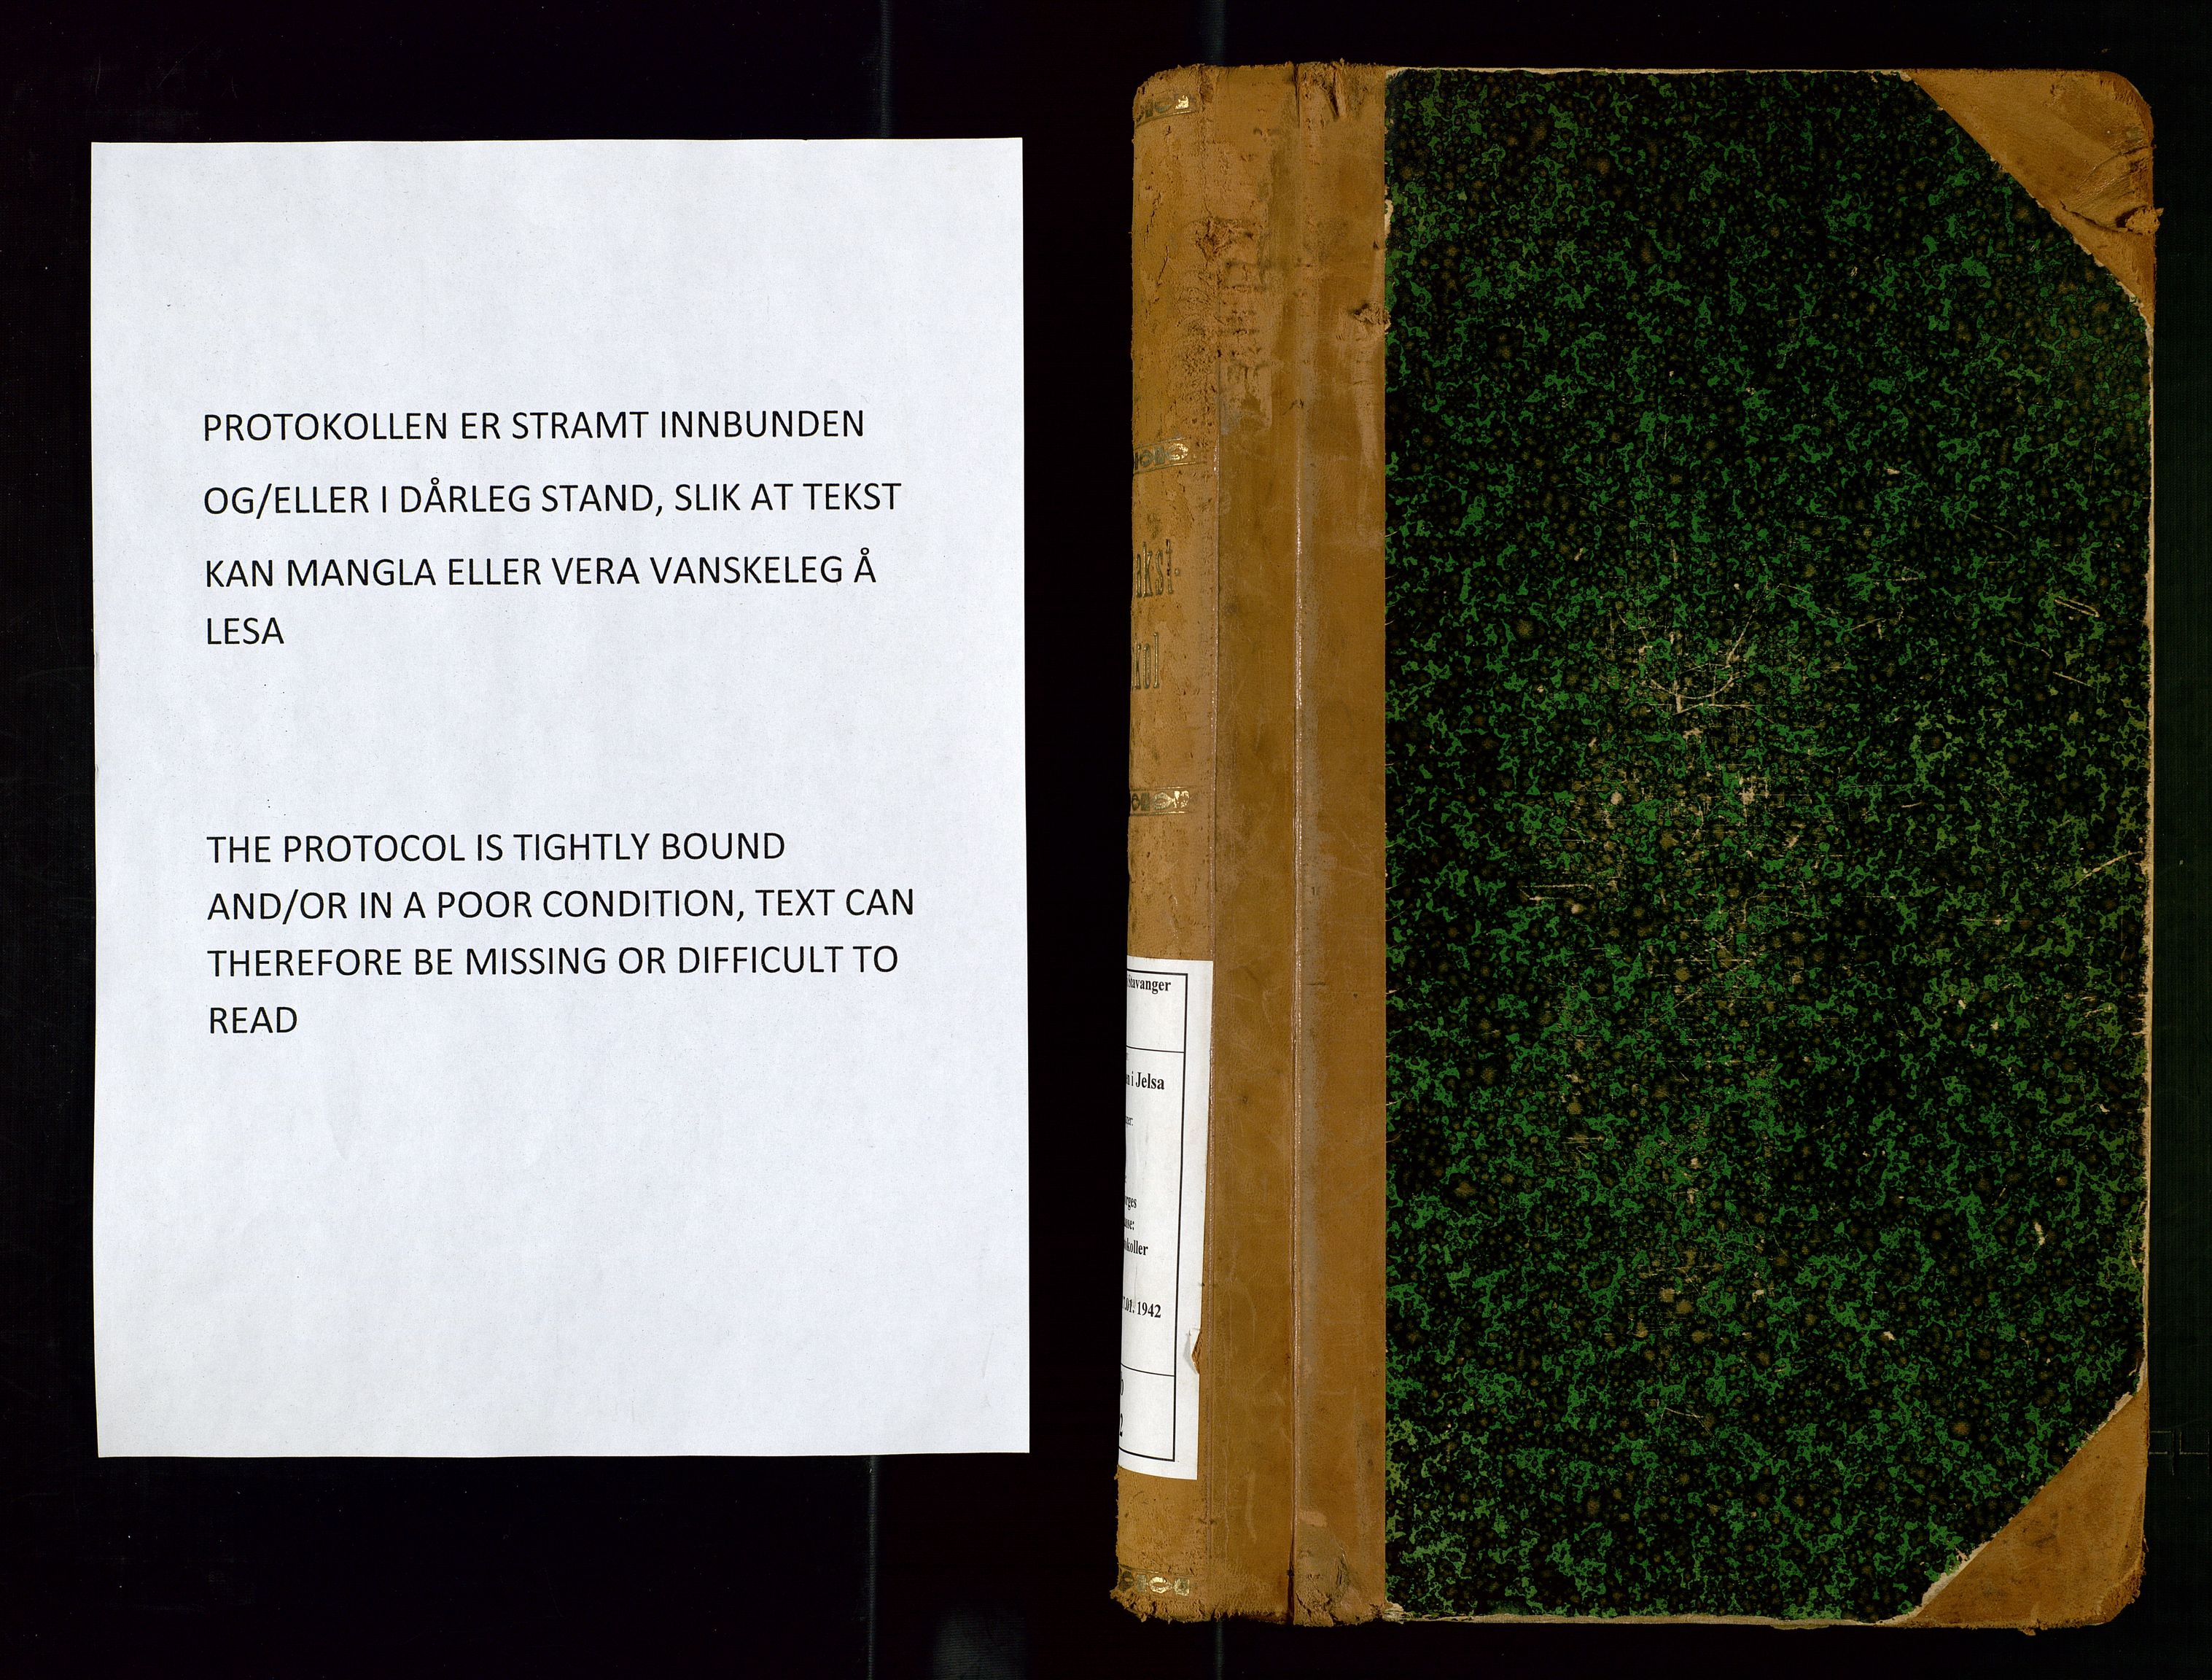 PROTOKOLLEN ER STRAMT INNBUNDEN
OG/ELLER I DÅRLEG STAND, SLIK AT TEKST
KAN MANGLA ELLER VERA VANSKELEG Å
LESA
THE PROTOCOL IS TIGHTLY BOUND
AND/OR IN A POOR CONDITION, TEXT CAN
THEREFORE BE MISSING OR DIFFICULT TO
READ
akst-
kol
Stavanger
i Jelsa
1942